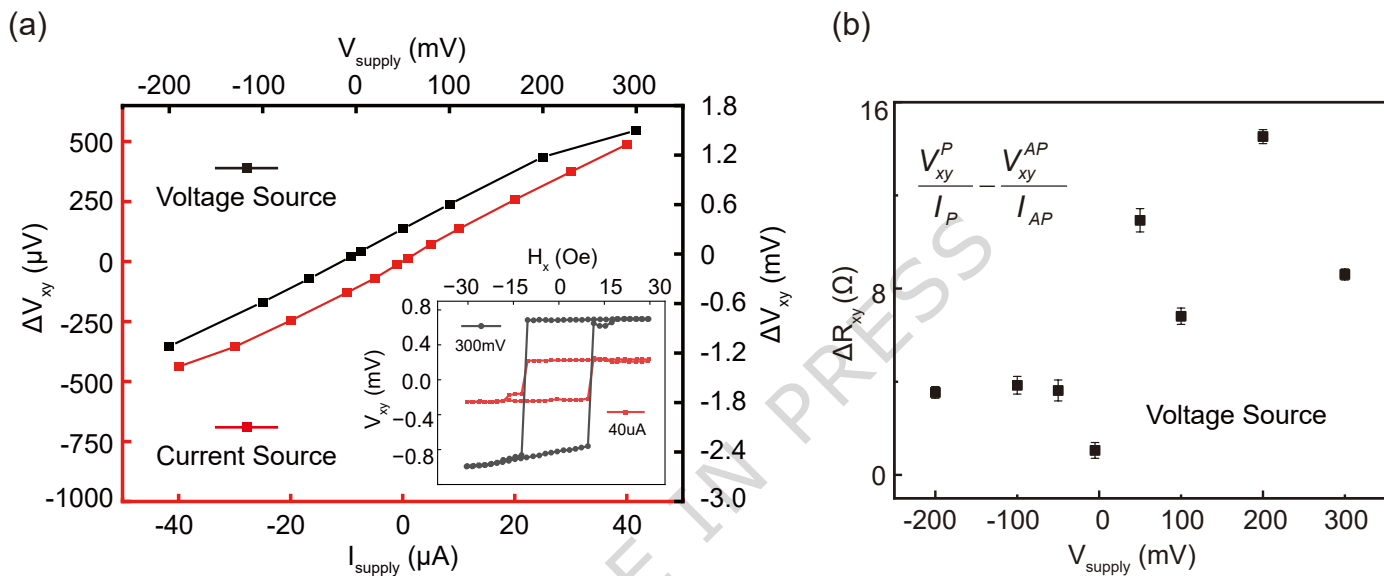 (a)
V_supply (mV)
-200 -100 0 100 200 300
500
250
0
-250
-500
-750
-1000
ΔV_xy (μV)
1.8
1.2
0.6
0
-0.6
-1.2
-1.8
-2.4
-3.0
ΔV_xy (mV)
Voltage Source
Current Source
H_x (Oe)
−30 −15 0 15 30
0.8
0.4
0.0
−0.4
−0.8
V_xy (mV)
300mV
40uA
-40 -20 0 20 40
I_supply (μA)
(b)
16
8
0
ΔR_xy (Ω)
V_xy^P / I_P − V_xy^AP / I_AP
Voltage Source
-200 -100 0 100 200 300
V_supply (mV)
E IN PRESS